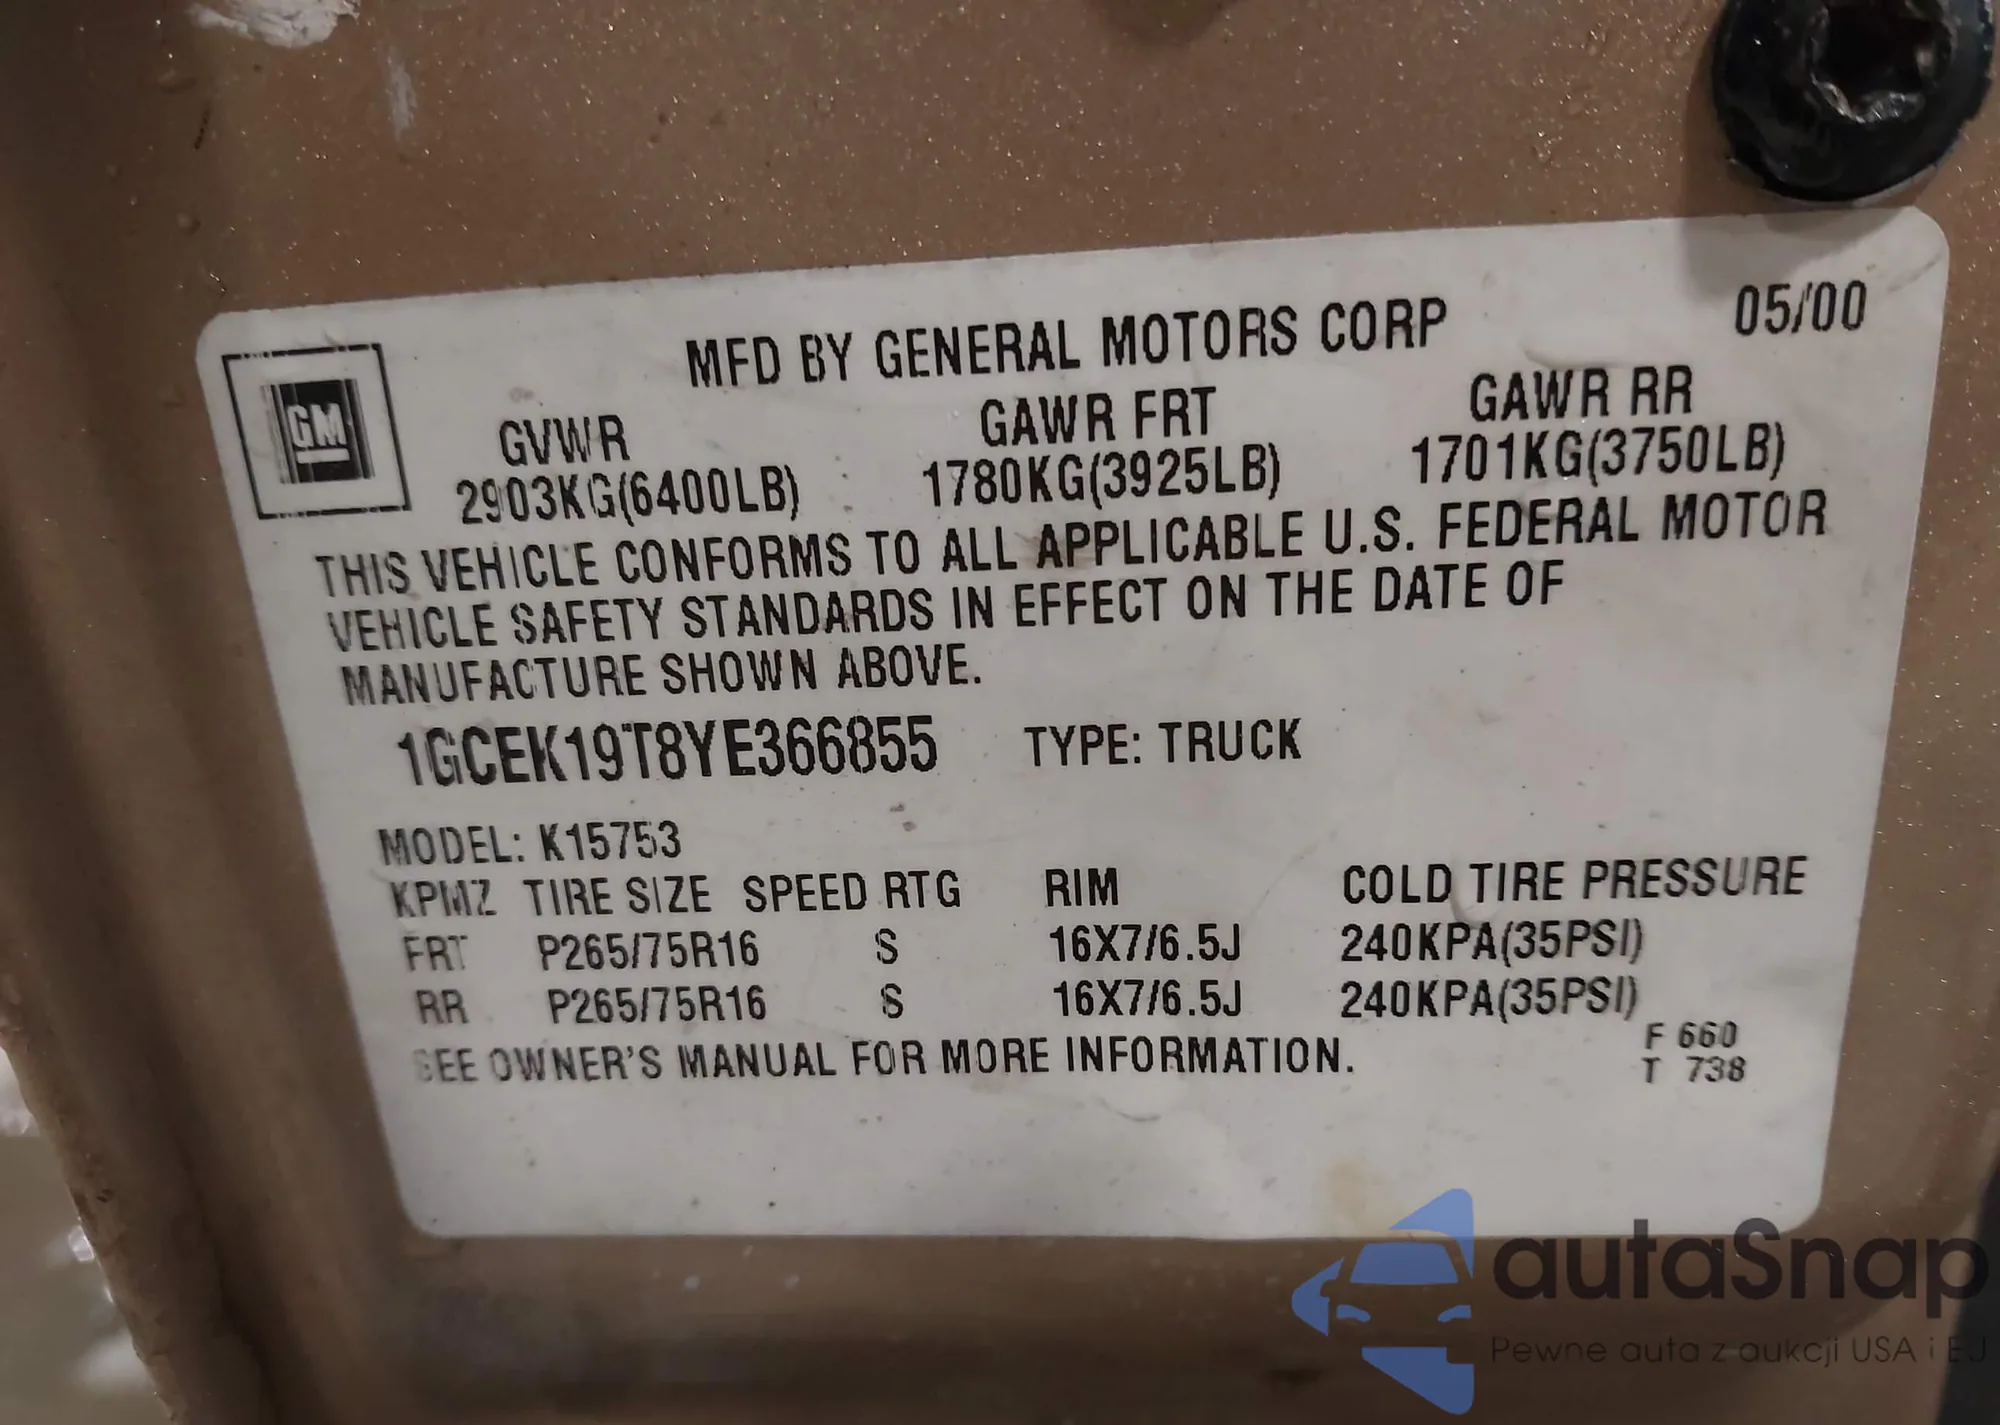 MFD BY GENERAL MOTORS CORP 05/00
GM
GVWR GAWR FRT GAWR RR
2903KG(6400LB) 1780KG(3925LB) 1701KG(3750LB)
THIS VEHICLE CONFORMS TO ALL APPLICABLE U.S. FEDERAL MOTOR
VEHICLE SAFETY STANDARDS IN EFFECT ON THE DATE OF
MANUFACTURE SHOWN ABOVE.
1GCEK19T8YE366855 TYPE: TRUCK
MODEL: K15753
KPMZ TIRE SIZE SPEED RTG RIM COLD TIRE PRESSURE
FRT P265/75R16 S 16X7/6.5J 240KPA(35PSI)
RR P265/75R16 S 16X7/6.5J 240KPA(35PSI)
SEE OWNER'S MANUAL FOR MORE INFORMATION.
F 660
T 738
autaSnap
Pewne auta z aukcji USA i EJ